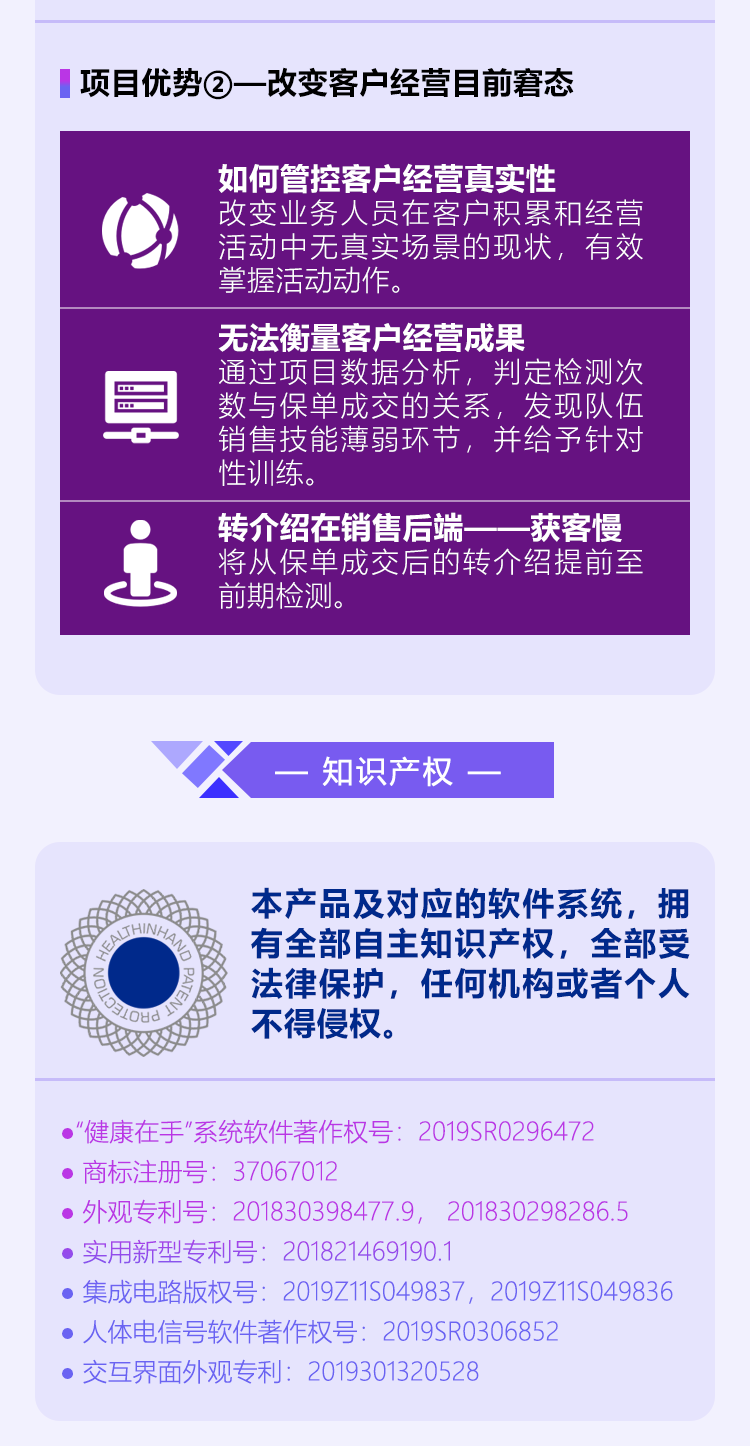 项目优势②—改变客户经营目前窘态
如何管控客户经营真实性
改变业务人员在客户积累和经营
活动中无真实场景的现状，有效
掌握活动动作。
无法衡量客户经营成果
通过项目数据分析，判定检测次
数与保单成交的关系，发现队伍
销售技能薄弱环节，并给予针对
性训练。
转介绍在销售后端——获客慢
将从保单成交后的转介绍提前至
前期检测。
— 知识产权 —
HEALTHINHAND PATENT PROTECTION
本产品及对应的软件系统，拥
有全部自主知识产权，全部受
法律保护，任何机构或者个人
不得侵权。
●“健康在手”系统软件著作权号：2019SR0296472
● 商标注册号：37067012
● 外观专利号：201830398477.9， 201830298286.5
● 实用新型专利号：201821469190.1
● 集成电路版权号：2019Z11S049837，2019Z11S049836
● 人体电信号软件著作权号：2019SR0306852
● 交互界面外观专利：2019301320528